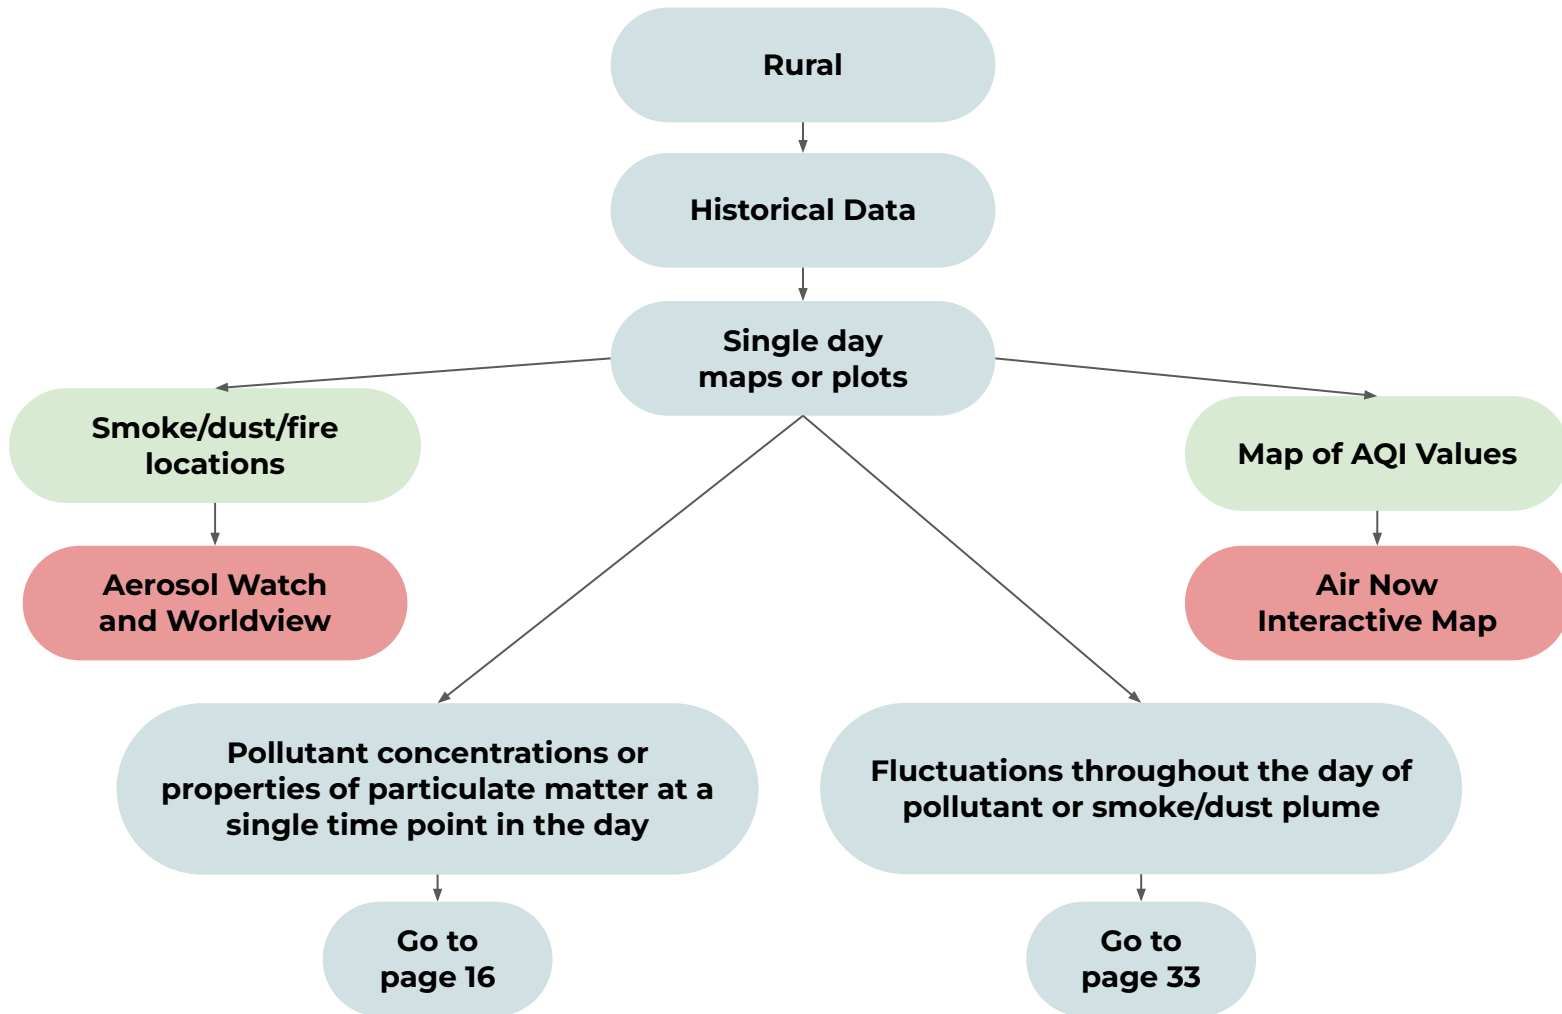 Rural
Historical Data
Single day
maps or plots
Smoke/dust/fire
locations
Map of AQI Values
Aerosol Watch
and Worldview
Air Now
Interactive Map
Pollutant concentrations or
properties of particulate matter at a
single time point in the day
Fluctuations throughout the day of
pollutant or smoke/dust plume
Go to
page 16
Go to
page 33